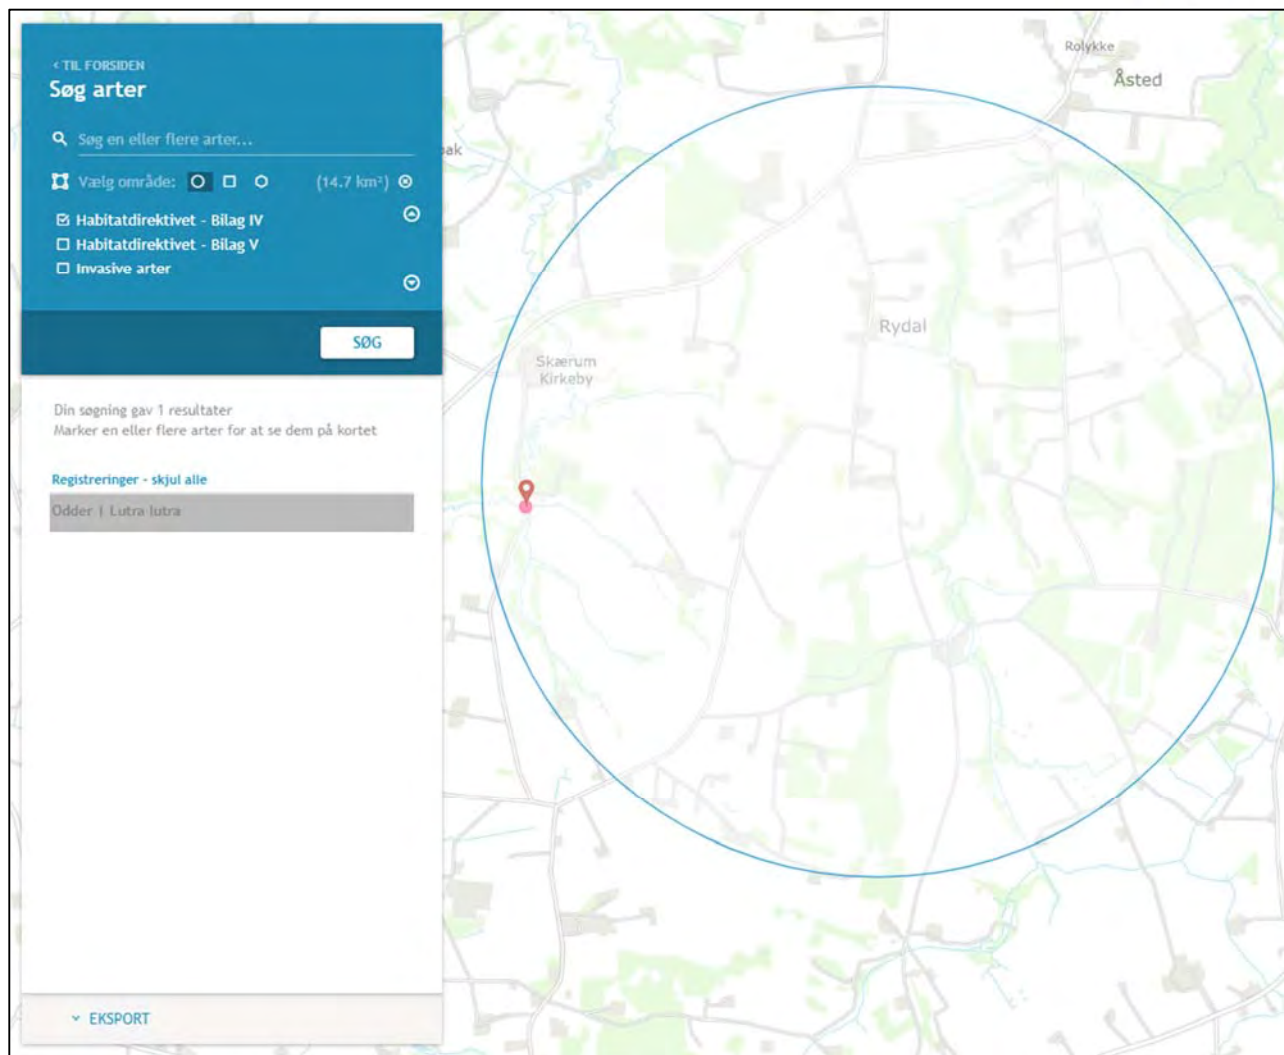 ‹ TIL FORSIDEN
Søg arter
Søg en eller flere arter...
Vælg område:
(14.7 km²)
Habitatdirektivet - Bilag IV
Habitatdirektivet - Bilag V
Invasive arter
SØG
Din søgning gav 1 resultater
Marker en eller flere arter for at se dem på kortet
Registreringer - skjul alle
Odder | Lutra lutra
EKSPORT
Rolykke
Åsted
bak
Rydal
Skærum
Kirkeby